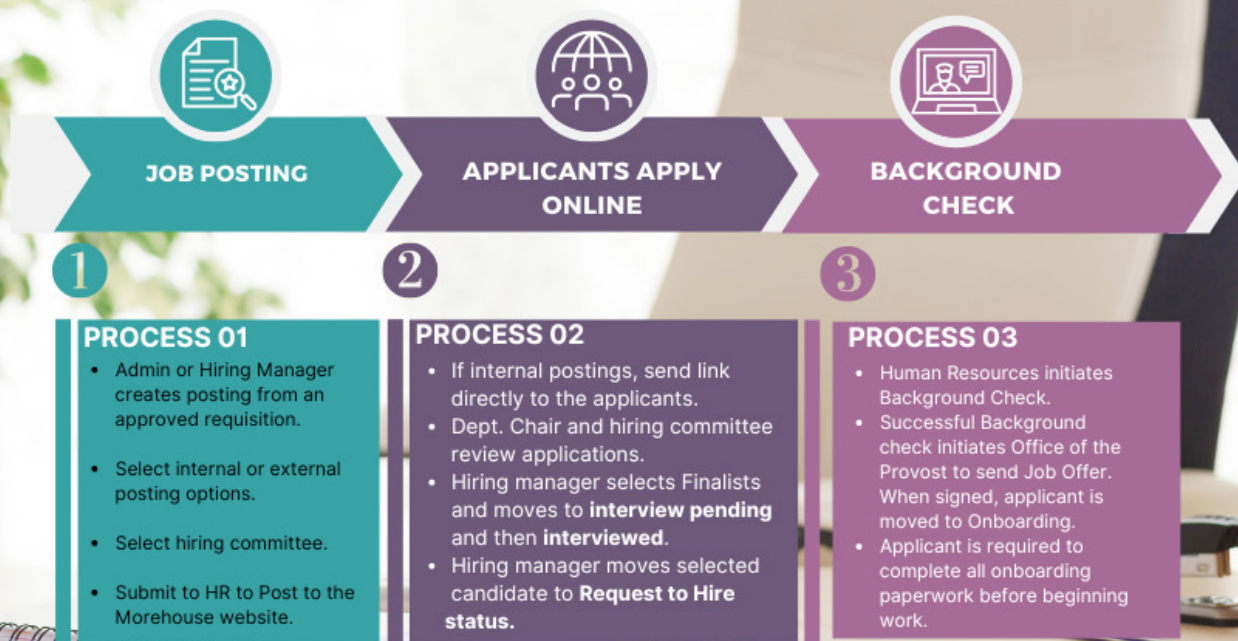 JOB POSTING
APPLICANTS APPLY
ONLINE
BACKGROUND
CHECK
1
2
3
PROCESS 01
• Admin or Hiring Manager
creates posting from an
approved requisition.
• Select internal or external
posting options.
• Select hiring committee.
• Submit to HR to Post to the
Morehouse website.
PROCESS 02
• If internal postings, send link
directly to the applicants.
• Dept. Chair and hiring committee
review applications.
• Hiring manager selects Finalists
and moves to interview pending
and then interviewed.
• Hiring manager moves selected
candidate to Request to Hire
status.
PROCESS 03
• Human Resources initiates
Background Check.
• Successful Background
check initiates Office of the
Provost to send Job Offer.
When signed, applicant is
moved to Onboarding.
• Applicant is required to
complete all onboarding
paperwork before beginning
work.